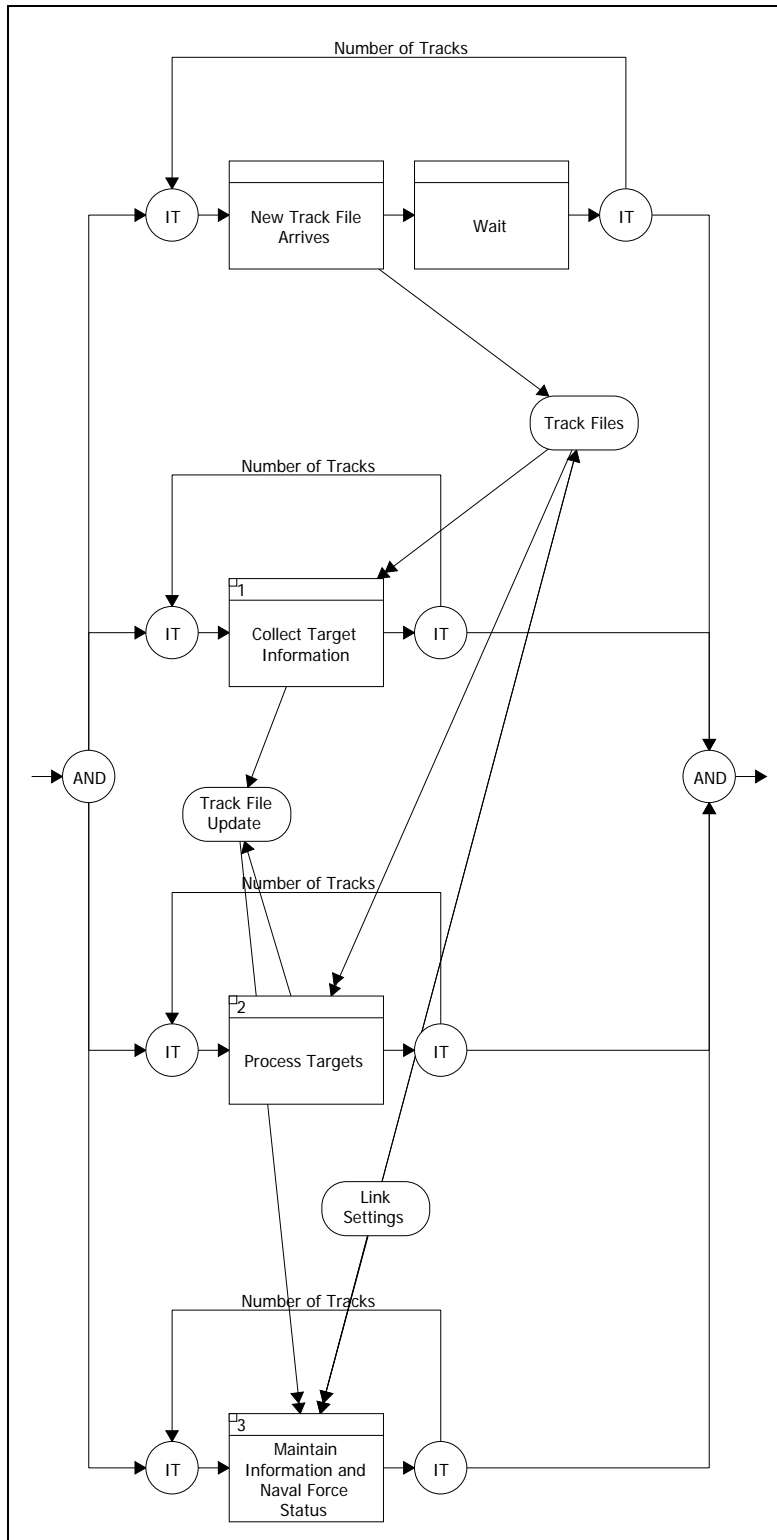 Number of Tracks
IT
New Track File
Arrives
Wait
IT
Track Files
Number of Tracks
1
IT
Collect Target
Information
IT
AND
AND
Track File
Update
Number of Tracks
2
IT
Process Targets
IT
Link
Settings
Number of Tracks
3
IT
Maintain
Information and
Naval Force
Status
IT